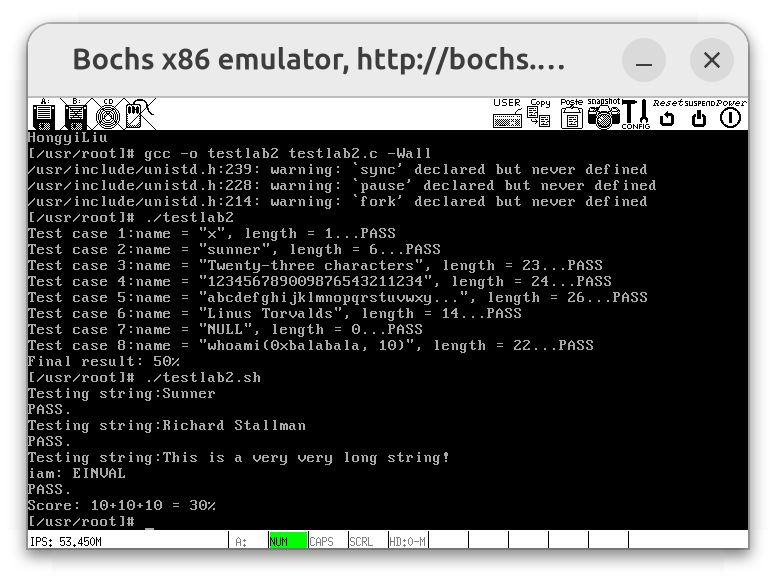 Bochs x86 emulator, http://bochs....
A: B: CD USER Copy Paste snapshot CONFIG Reset SUSPEND Power
HongyiLiu
[/usr/root]# gcc -o testlab2 testlab2.c -Wall
/usr/include/unistd.h:239: warning: `sync' declared but never defined
/usr/include/unistd.h:228: warning: `pause' declared but never defined
/usr/include/unistd.h:214: warning: `fork' declared but never defined
[/usr/root]# ./testlab2
Test case 1:name = "x", length = 1...PASS
Test case 2:name = "sunner", length = 6...PASS
Test case 3:name = "Twenty-three characters", length = 23...PASS
Test case 4:name = "123456789009876543211234", length = 24...PASS
Test case 5:name = "abcdefghijklmnopqrstuvwxy...", length = 26...PASS
Test case 6:name = "Linus Torvalds", length = 14...PASS
Test case 7:name = "NULL", length = 0...PASS
Test case 8:name = "whoami(0xbalabala, 10)", length = 22...PASS
Final result: 50%
[/usr/root]# ./testlab2.sh
Testing string:Sunner
PASS.
Testing string:Richard Stallman
PASS.
Testing string:This is a very very long string!
iam: EINVAL
PASS.
Score: 10+10+10 = 30%
[/usr/root]# _
IPS: 53.450M A: NUM CAPS SCRL HD:0-M